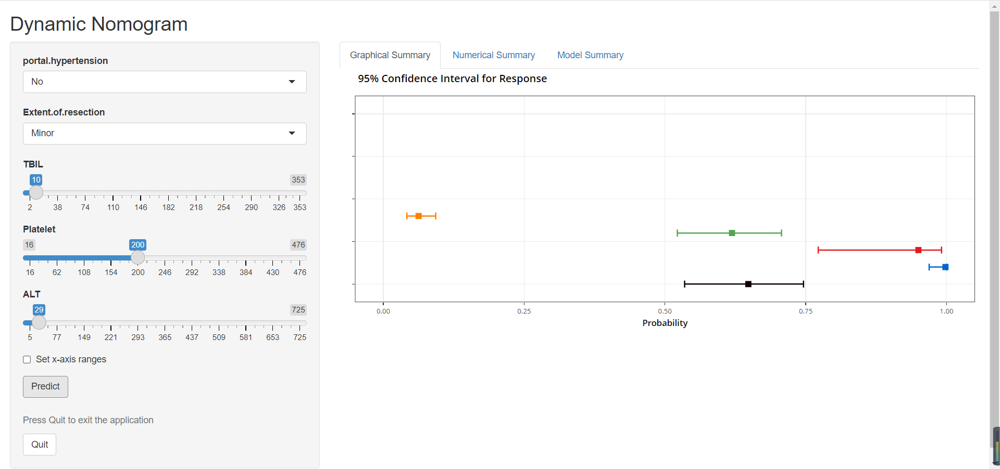 Dynamic Nomogram
portal.hypertension
No
Extent.of.resection
Minor
TBIL
10 353
2 38 74 110 146 182 218 254 290 326 353
Platelet
16 200 476
16 62 108 154 200 246 292 338 384 430 476
ALT
29 725
5 77 149 221 293 365 437 509 581 653 725
Set x-axis ranges
Predict
Press Quit to exit the application
Quit
Graphical Summary Numerical Summary Model Summary
95% Confidence Interval for Response
0.00 0.25 0.50 0.75 1.00
Probability